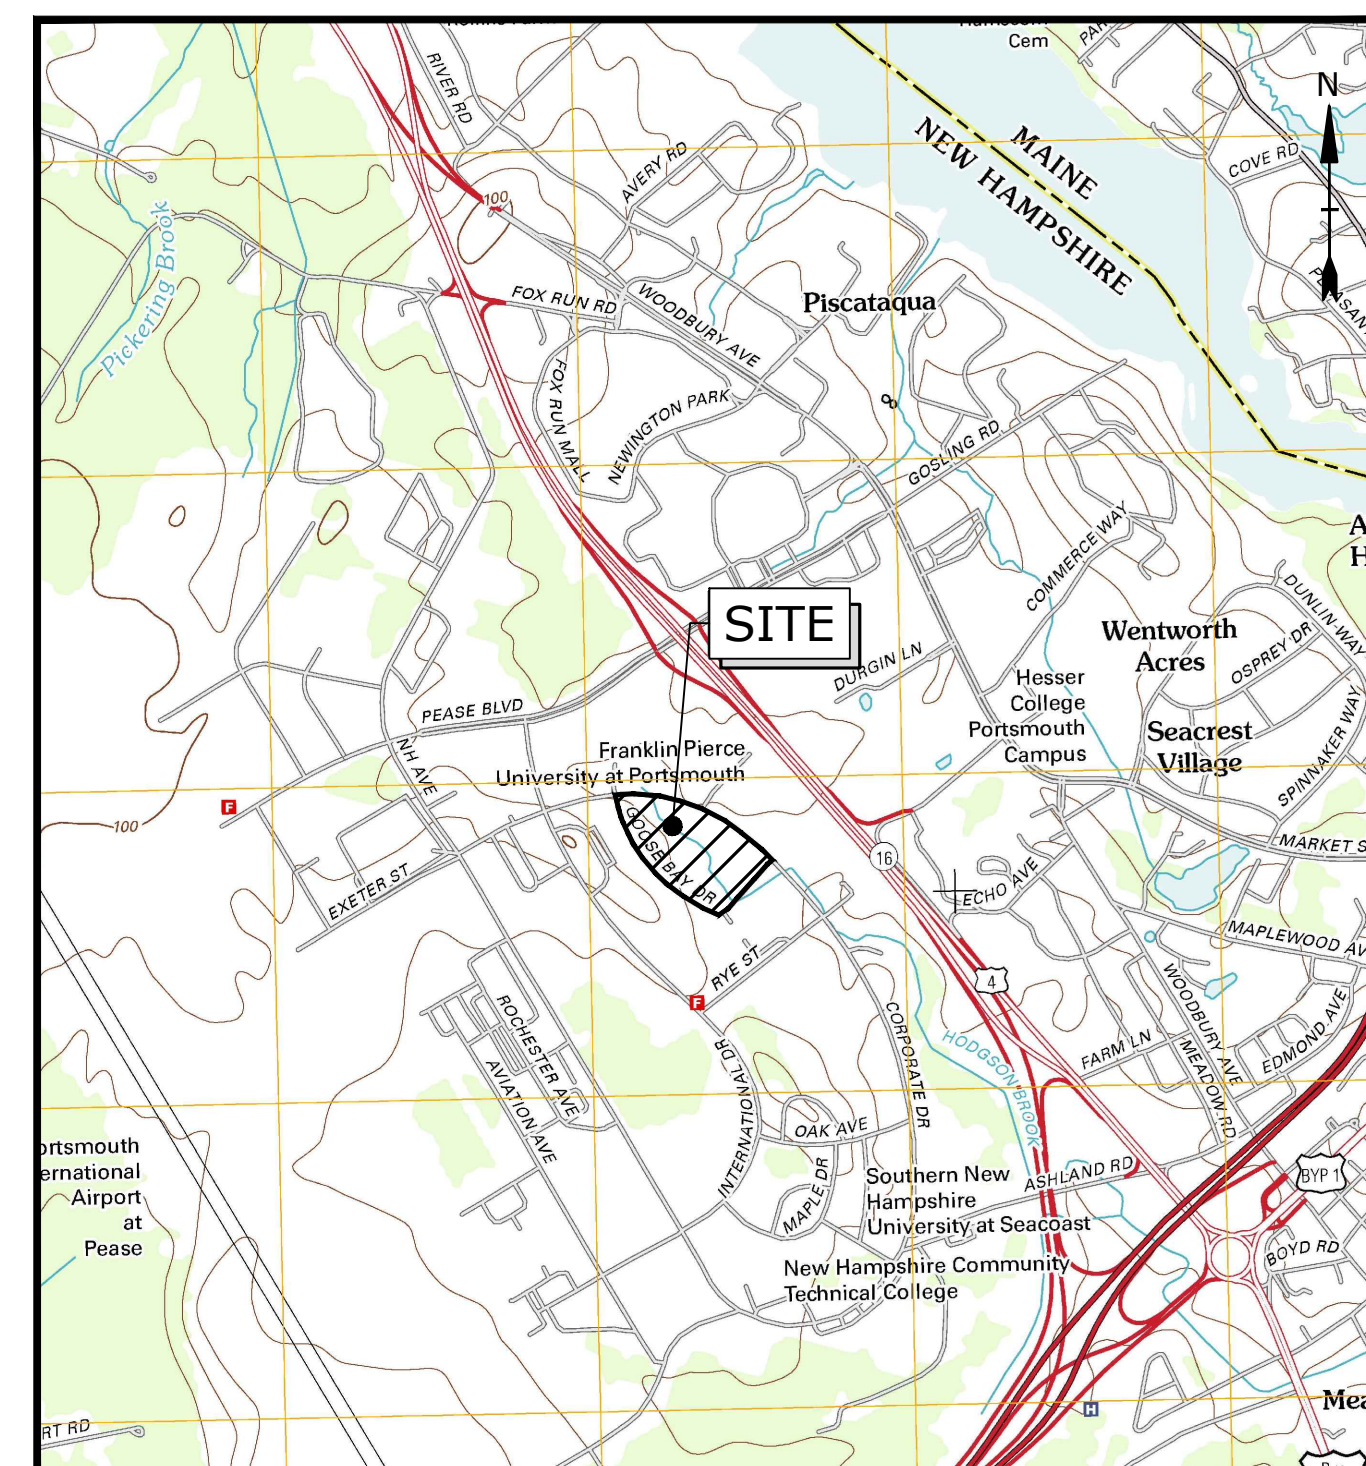 Cem
N
RIVER RD
AVERY RD
MAINE
NEW HAMPSHIRE
COVE RD
100
Pickering Brook
FOX RUN RD
WOODBURY AVE
Piscataqua
FOX RUN MALL
NEWINGTON PARK
8
GOSLING RD
COMMERCE WAY
SITE
DURGIN LN
Wentworth
Acres
DUNLIN WAY
OSPREY DR
Hesser
College
Portsmouth
Campus
Seacrest
Village
SPINNAKER WAY
PEASE BLVD
NH AVE
Franklin Pierce
University at Portsmouth
F
100
GOOSE BAY DR
16
MARKET S
EXETER ST
ECHO AVE
MAPLEWOOD AV
RYE ST
4
F
ROCHESTER AVE
AVIATION AVE
INTERNATIONAL DR
CORPORATE DR
HODGSON BROOK
WOODBURY AVE
FARM LN
MEADOW RD
EDMOND AVE
OAK AVE
MAPLE DR
ortsmouth
ernational
Airport
at
Pease
Southern New
Hampshire
University at Seacoast
ASHLAND RD
BYP 1
BOYD RD
New Hampshire Community
Technical College
H
Mea
RT RD